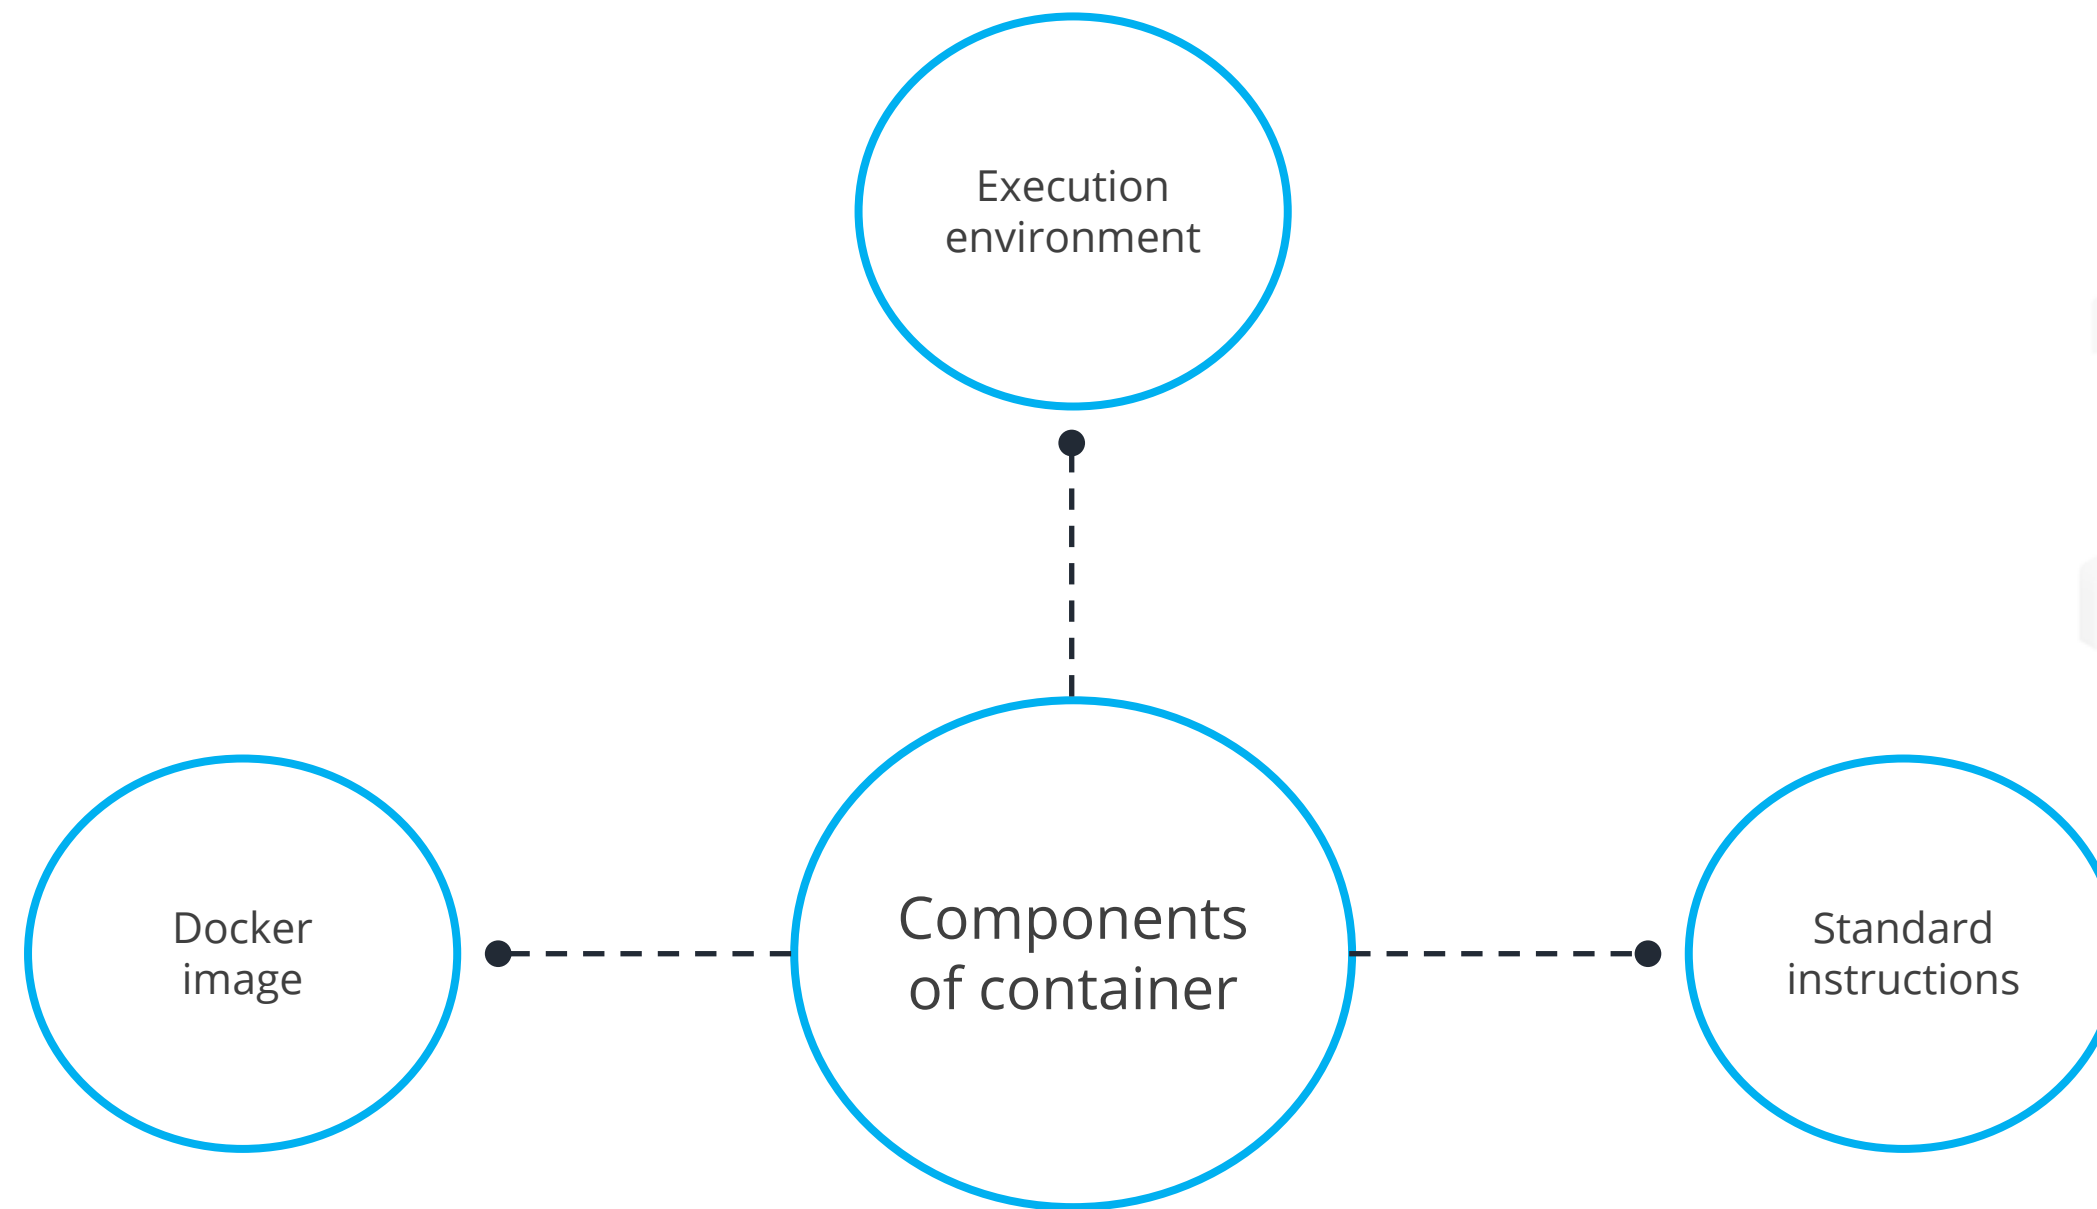 Execution
environment
Docker
image
Components
of container
Standard
instructions